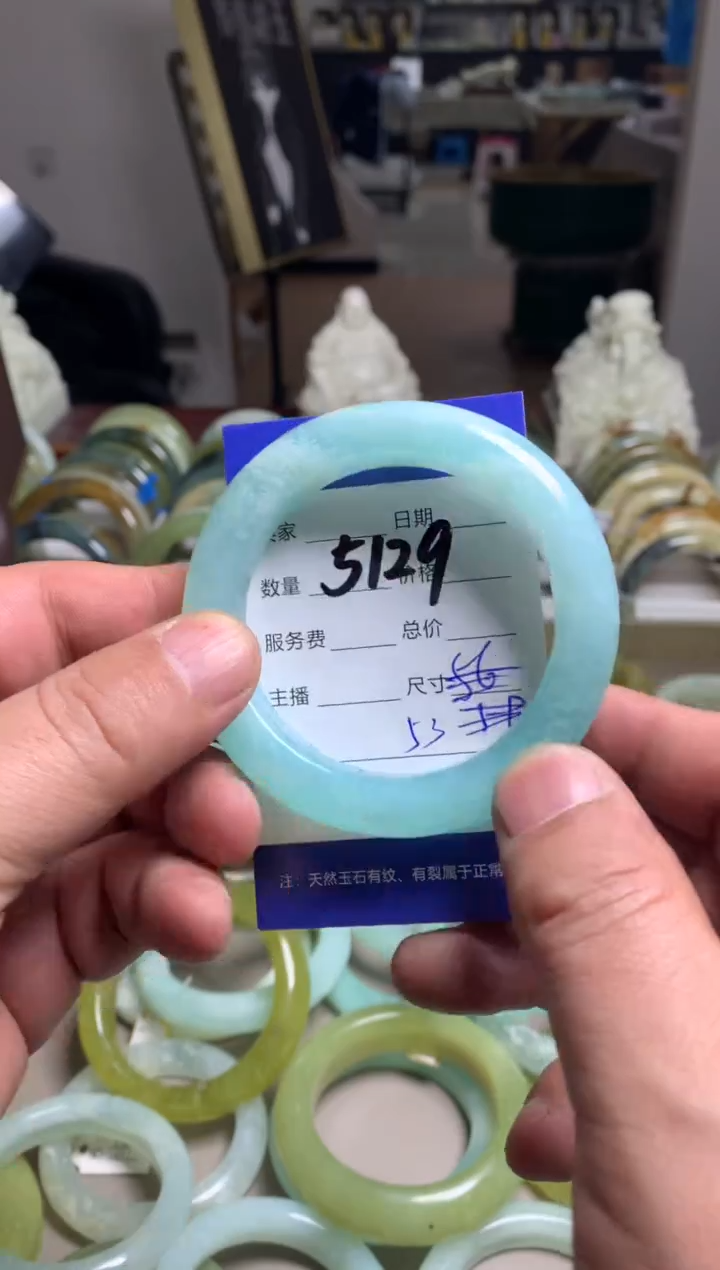 家 日期
5129
数量 价格
服务费 总价
主播 尺寸
53
注：天然玉石有纹、有裂属于正常